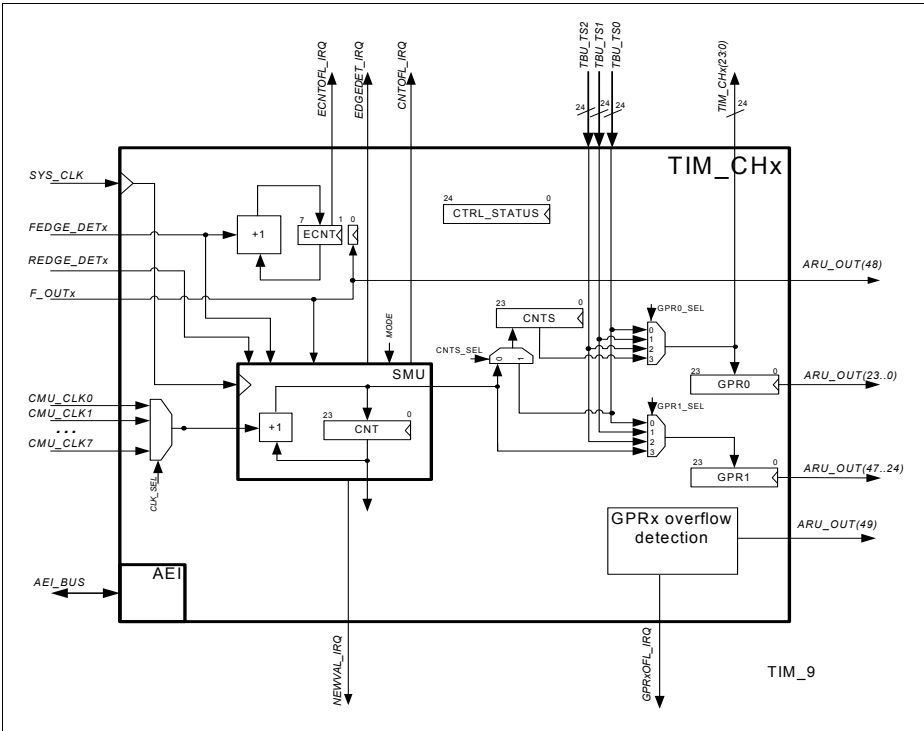 ECNTOFL_IRQ
EDGEDET_IRQ
CNTOFL_IRQ
TBU_TS2
TBU_TS1
TBU_TS0
TIM_CHx(23:0)
24
24
24
24
TIM_CHx
SYS_CLK
24 0
CTRL_STATUS
FEDGE_DETx
+1
7 1 0
ECNT
REDGE_DETx
ARU_OUT(48)
F_OUTx
23 0
CNTS
GPR0_SEL
0
1
2
3
MODE
CNTS_SEL
0 1
SMU
23 0
GPR0
ARU_OUT(23..0)
CMU_CLK0
CMU_CLK1
...
CMU_CLK7
+1
23 0
CNT
GPR1_SEL
0
1
2
3
23 0
GPR1
ARU_OUT(47..24)
CLK_SEL
GPRx overflow
detection
ARU_OUT(49)
AEI
AEI_BUS
NEWVAL_IRQ
GPRxOFL_IRQ
TIM_9